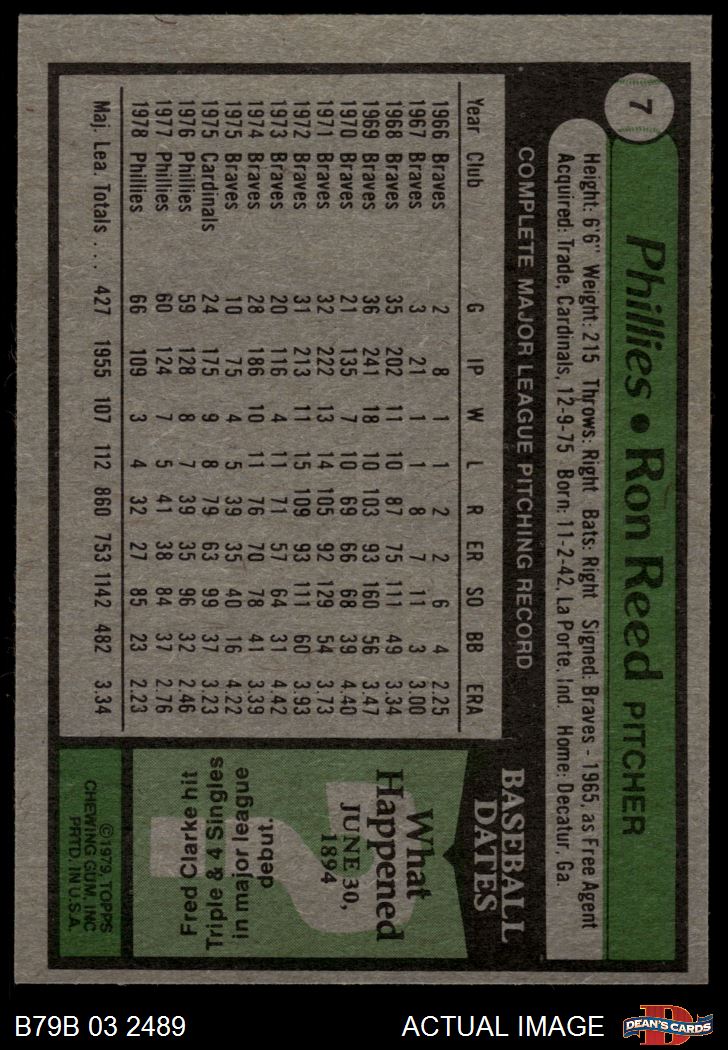 7
Phillies • Ron Reed PITCHER
Height: 6'6" Weight: 215 Throws: Right Bats: Right Signed: Braves - 1965, as Free Agent
Acquired: Trade, Cardinals, 12-9-75 Born: 11-2-42, La Porte, Ind. Home: Decatur, Ga.
COMPLETE MAJOR LEAGUE PITCHING RECORD
Year Club G IP W L R ER SO BB ERA
1966 Braves 2 8 1 1 2 2 6 4 2.25
1967 Braves 3 21 1 1 8 7 11 3 3.00
1968 Braves 35 202 11 10 87 75 111 49 3.34
1969 Braves 36 241 18 10 103 93 160 56 3.47
1970 Braves 21 135 7 10 69 66 68 39 4.40
1971 Braves 32 222 13 14 105 92 129 54 3.73
1972 Braves 31 213 11 15 109 93 111 60 3.93
1973 Braves 20 116 4 11 71 57 64 31 4.42
1974 Braves 28 186 10 11 76 70 78 41 3.39
1975 Braves 10 75 4 5 39 35 40 16 4.22
1975 Cardinals 24 175 9 8 79 63 99 37 3.23
1976 Phillies 59 128 8 7 39 35 96 32 2.46
1977 Phillies 60 124 7 5 41 38 84 37 2.76
1978 Phillies 66 109 3 4 32 27 85 23 2.23
Maj. Lea. Totals . . . 427 1955 107 112 860 753 1142 482 3.34
BASEBALL
DATES
What
Happened
JUNE 30,
1894
?
Fred Clarke hit
Triple & 4 Singles
in major league
debut.
©1979, TOPPS
CHEWING GUM, INC
PRTD. IN U.S.A.
B79B 03 2489
ACTUAL IMAGE
D
DEAN'S CARDS